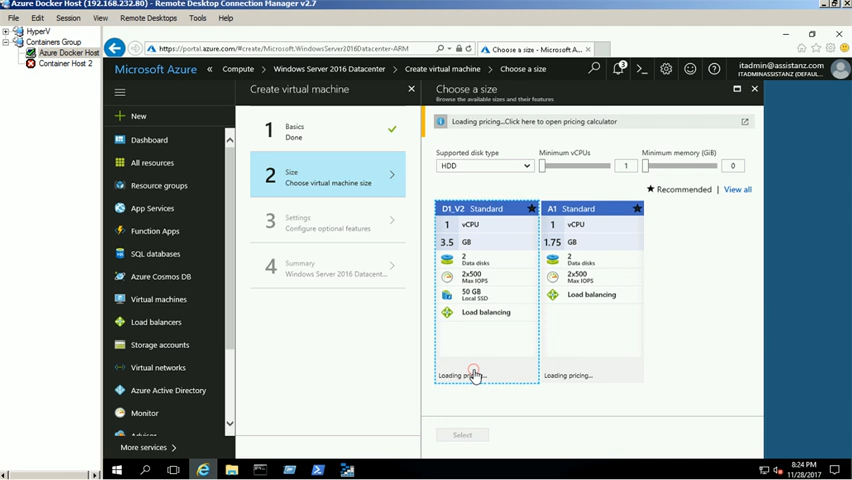 Azure Docker Host (192.168.232.80) - Remote Desktop Connection Manager v2.7
File Edit Session View Remote Desktops Tools Help
HyperV
Containers Group
Azure Docker Host
Container Host 2
https://portal.azure.com/#create/Microsoft.WindowsServer2016Datacenter-ARM
Choose a size - Microsoft Az...
Microsoft Azure « Compute > Windows Server 2016 Datacenter > Create virtual machine > Choose a size
3
itadmin@assistanz.com
ITADMINASSISTANZ (DEFAUL...
New
Dashboard
All resources
Resource groups
App Services
Function Apps
SQL databases
Azure Cosmos DB
Virtual machines
Load balancers
Storage accounts
Virtual networks
Azure Active Directory
Monitor
Advisor
More services >
Create virtual machine
1 Basics
Done
2 Size
Choose virtual machine size
3 Settings
Configure optional features
4 Summary
Windows Server 2016 Datacent...
Choose a size
Browse the available sizes and their features
Loading pricing...Click here to open pricing calculator
Supported disk type
HDD
Minimum vCPUs
1
Minimum memory (GiB)
0
★ Recommended | View all
D1_V2 Standard
1 vCPU
3.5 GB
2
Data disks
2x500
Max IOPS
50 GB
Local SSD
Load balancing
Loading pricing...
A1 Standard
1 vCPU
1.75 GB
2
Data disks
2x500
Max IOPS
Load balancing
Loading pricing...
Select
8:24 PM
11/28/2017